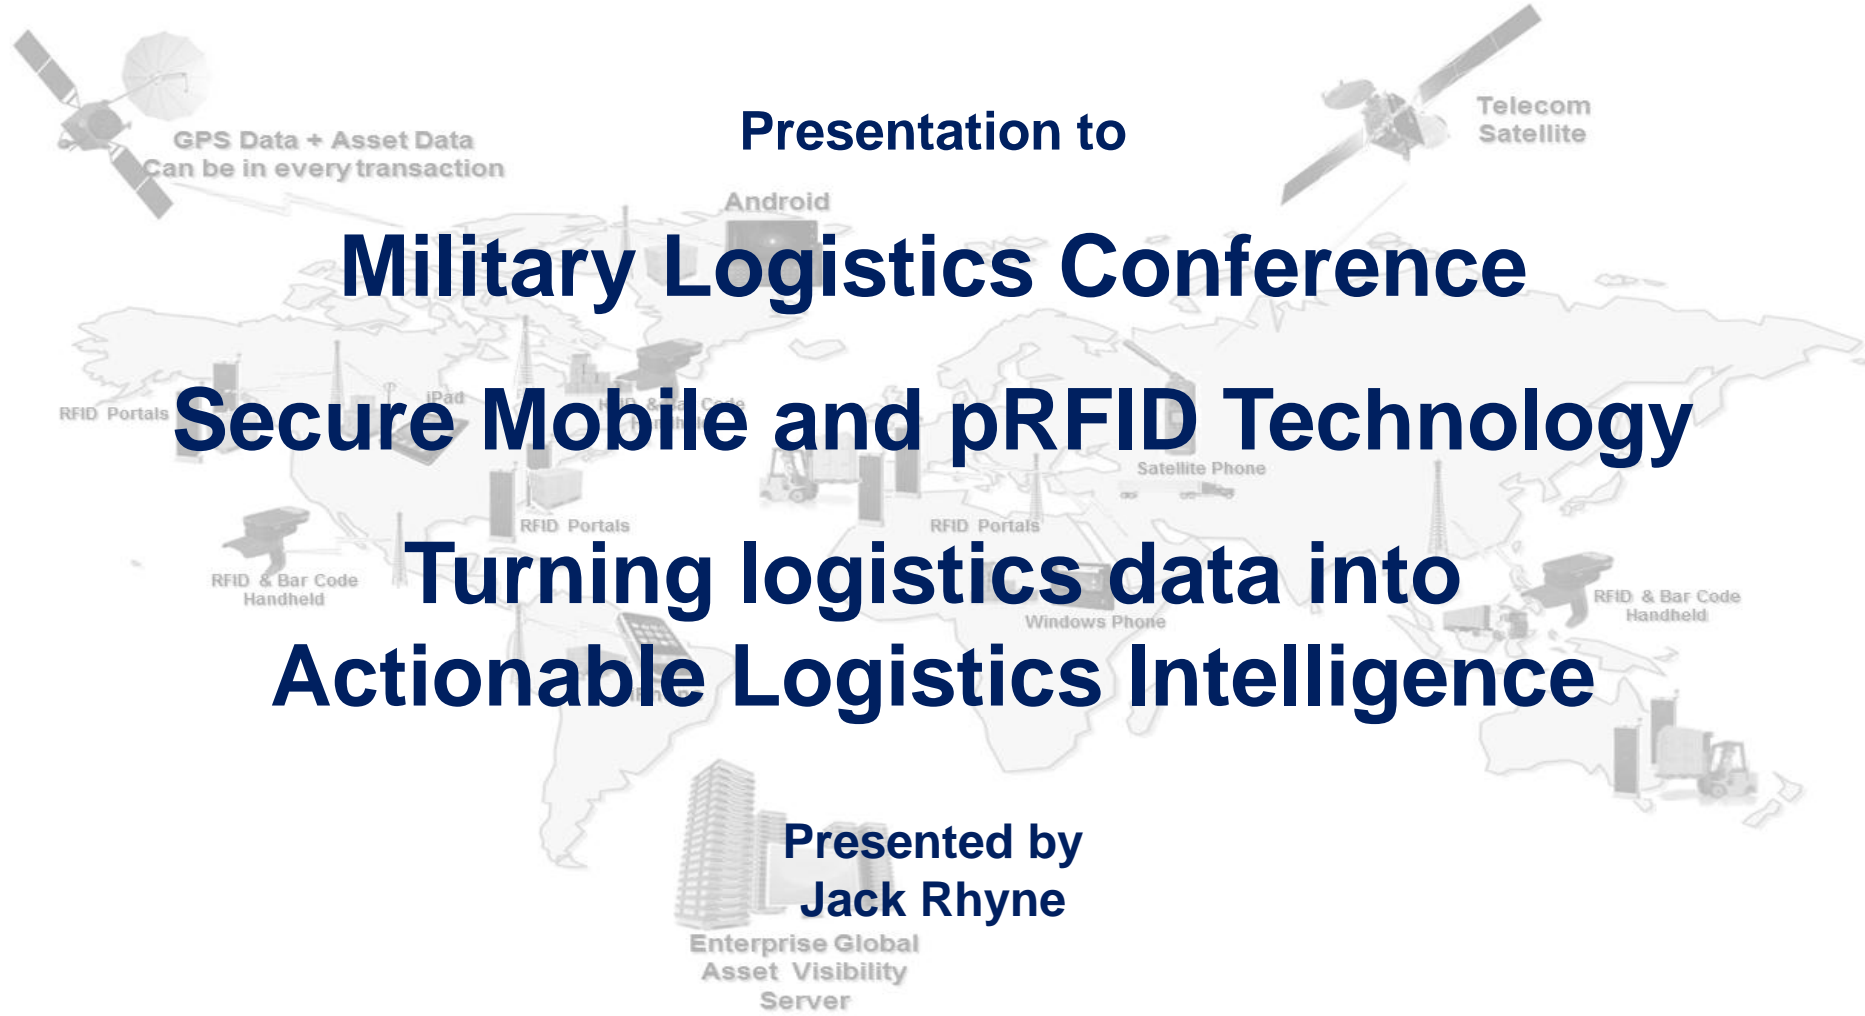 Presentation to
GPS Data + Asset Data
Can be in every transaction
Telecom
Satellite
Android
Military Logistics Conference
RFID Portals
iPad
Secure Mobile and pRFID Technology
Satellite Phone
RFID Portals
RFID Portals
RFID & Bar Code
Handheld
Turning logistics data into
Windows Phone
RFID & Bar Code
Handheld
Actionable Logistics Intelligence
Presented by
Jack Rhyne
Enterprise Global
Asset Visibility
Server